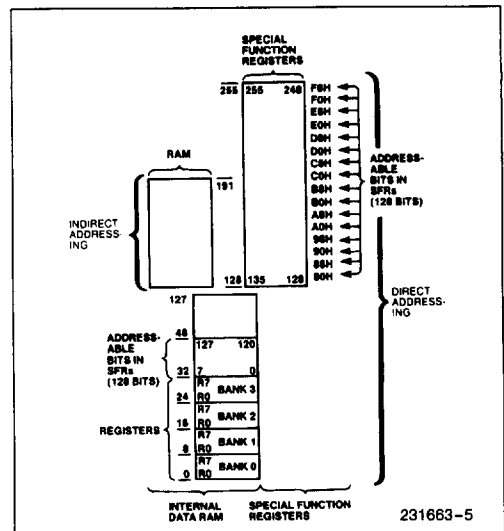 SPECIAL
FUNCTION
REGISTERS
255 255 248
F8H
F0H
E8H
E0H
D8H
D0H
C8H
C0H
B8H
B0H
A8H
A0H
98H
90H
88H
80H
ADDRESS-
ABLE
BITS IN
SFRs
(128 BITS)
RAM
191
INDIRECT
ADDRESS-
ING
128 135 128
DIRECT
ADDRESS-
ING
127
48
ADDRESS-
ABLE
BITS IN
SFRs
(128 BITS)
127 120
32 7 0
R7
BANK 3
24 R0
R7
BANK 2
16 R0
REGISTERS
R7
BANK 1
8 R0
R7
BANK 0
0 R0
INTERNAL
DATA RAM
SPECIAL FUNCTION
REGISTERS
231663-5